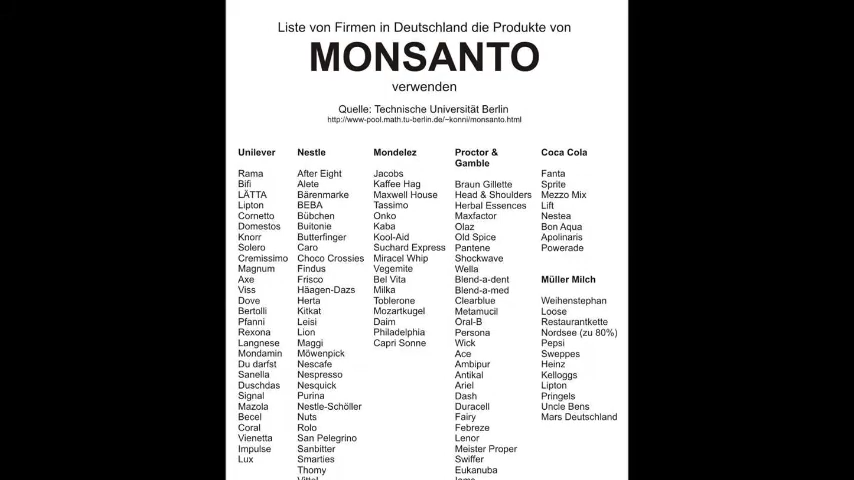 Liste von Firmen in Deutschland die Produkte von
MONSANTO
verwenden
Quelle: Technische Universität Berlin
http://www-pool.math.tu-berlin.de/~konni/monsanto.html
Unilever
Rama
Bifi
LÄTTA
Lipton
Cornetto
Domestos
Knorr
Solero
Cremissimo
Magnum
Axe
Viss
Dove
Bertolli
Pfanni
Rexona
Langnese
Mondamin
Du darfst
Sanella
Duschdas
Signal
Mazola
Becel
Coral
Vienetta
Impulse
Lux
Nestle
After Eight
Alete
Bärenmarke
BEBA
Bübchen
Buitonie
Butterfinger
Caro
Choco Crossies
Findus
Frisco
Häagen-Dazs
Herta
Kitkat
Leisi
Lion
Maggi
Möwenpick
Nescafe
Nespresso
Nesquick
Purina
Nestle-Schöller
Nuts
Rolo
San Pelegrino
Sanbitter
Smarties
Thomy
Vittel
Mondelez
Jacobs
Kaffee Hag
Maxwell House
Tassimo
Onko
Kaba
Kool-Aid
Suchard Express
Miracel Whip
Vegemite
Bel Vita
Milka
Toblerone
Mozartkugel
Daim
Philadelphia
Capri Sonne
Proctor &
Gamble
Braun Gillette
Head & Shoulders
Herbal Essences
Maxfactor
Olaz
Old Spice
Pantene
Shockwave
Wella
Blend-a-dent
Blend-a-med
Clearblue
Metamucil
Oral-B
Persona
Wick
Ace
Ambipur
Antikal
Ariel
Dash
Duracell
Fairy
Febreze
Lenor
Meister Proper
Swiffer
Eukanuba
Iams
Coca Cola
Fanta
Sprite
Mezzo Mix
Lift
Nestea
Bon Aqua
Apolinaris
Powerade
Müller Milch
Weihenstephan
Loose
Restaurantkette
Nordsee (zu 80%)
Pepsi
Sweppes
Heinz
Kelloggs
Lipton
Pringels
Uncle Bens
Mars Deutschland